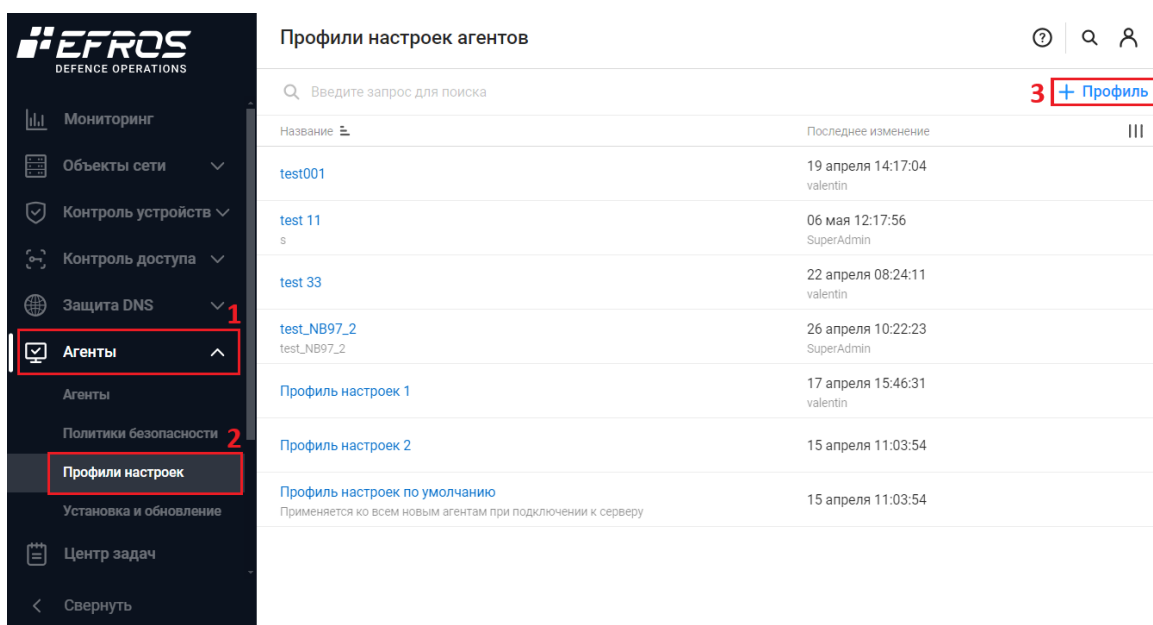 EFROS
DEFENCE OPERATIONS
Мониторинг
Объекты сети
Контроль устройств
Контроль доступа
Защита DNS
1
Агенты
Агенты
Политики безопасности
2
Профили настроек
Установка и обновление
Центр задач
Свернуть
Профили настроек агентов
Введите запрос для поиска
3 + Профиль
Название Последнее изменение
test001 19 апреля 14:17:04
valentin
test 11 06 мая 12:17:56
s SuperAdmin
test 33 22 апреля 08:24:11
valentin
test_NB97_2 26 апреля 10:22:23
test_NB97_2 SuperAdmin
Профиль настроек 1 17 апреля 15:46:31
valentin
Профиль настроек 2 15 апреля 11:03:54
Профиль настроек по умолчанию 15 апреля 11:03:54
Применяется ко всем новым агентам при подключении к серверу